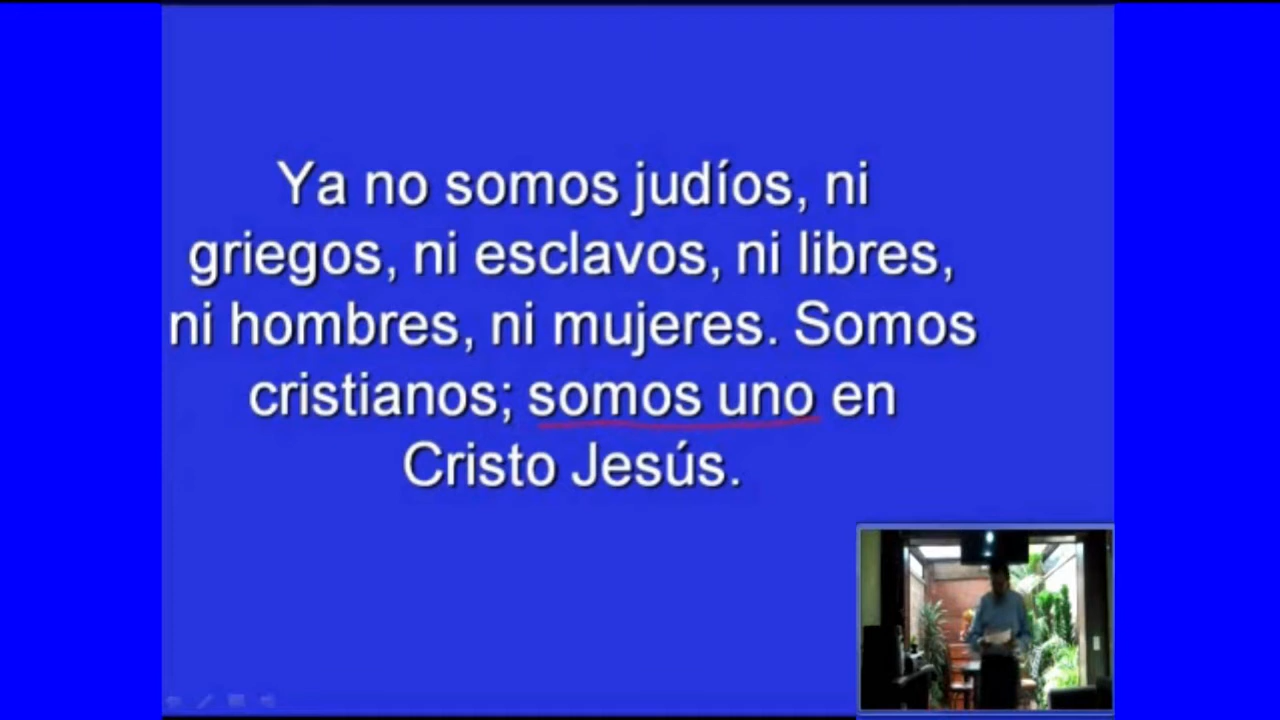 Ya no somos judíos, ni
griegos, ni esclavos, ni libres,
ni hombres, ni mujeres. Somos
cristianos; somos uno en
Cristo Jesús.